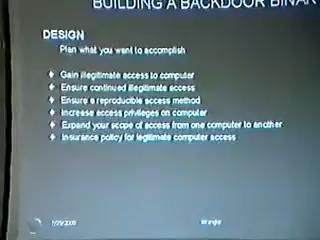 BUILDING A BACKDOOR BINAR
DESIGN
Plan what you want to accomplish
Gain illegitimate access to computer
Ensure continued illegitimate access
Ensure a reproducible access method
Increase access privileges on computer
Expand your scope of access from one computer to another
Insurance policy for legitimate computer access
Wrangler